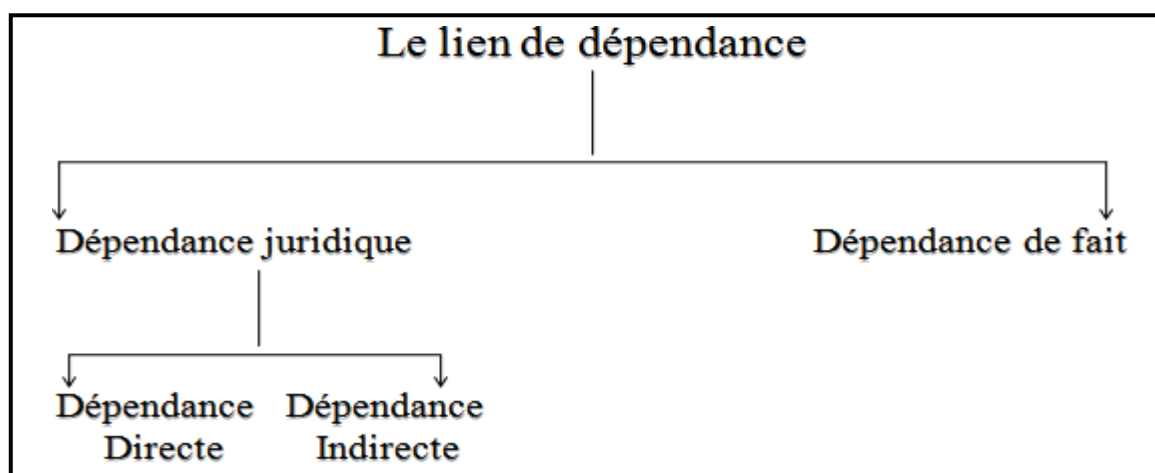 Le lien de dépendance
Dépendance juridique
Dépendance de fait
Dépendance
Directe
Dépendance
Indirecte